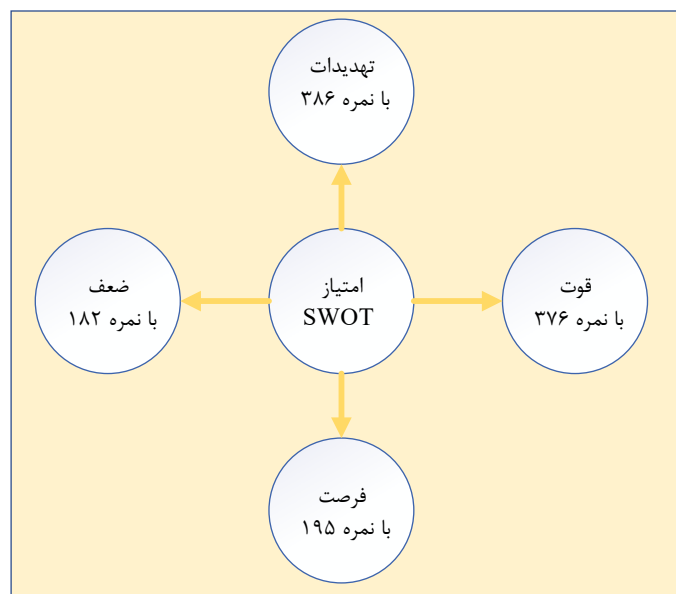 تهدیدات
با نمره ۳۸۶
قوت
با نمره ۳۷۶
امتیاز
SWOT
ضعف
با نمره ۱۸۲
فرصت
با نمره ۱۹۵